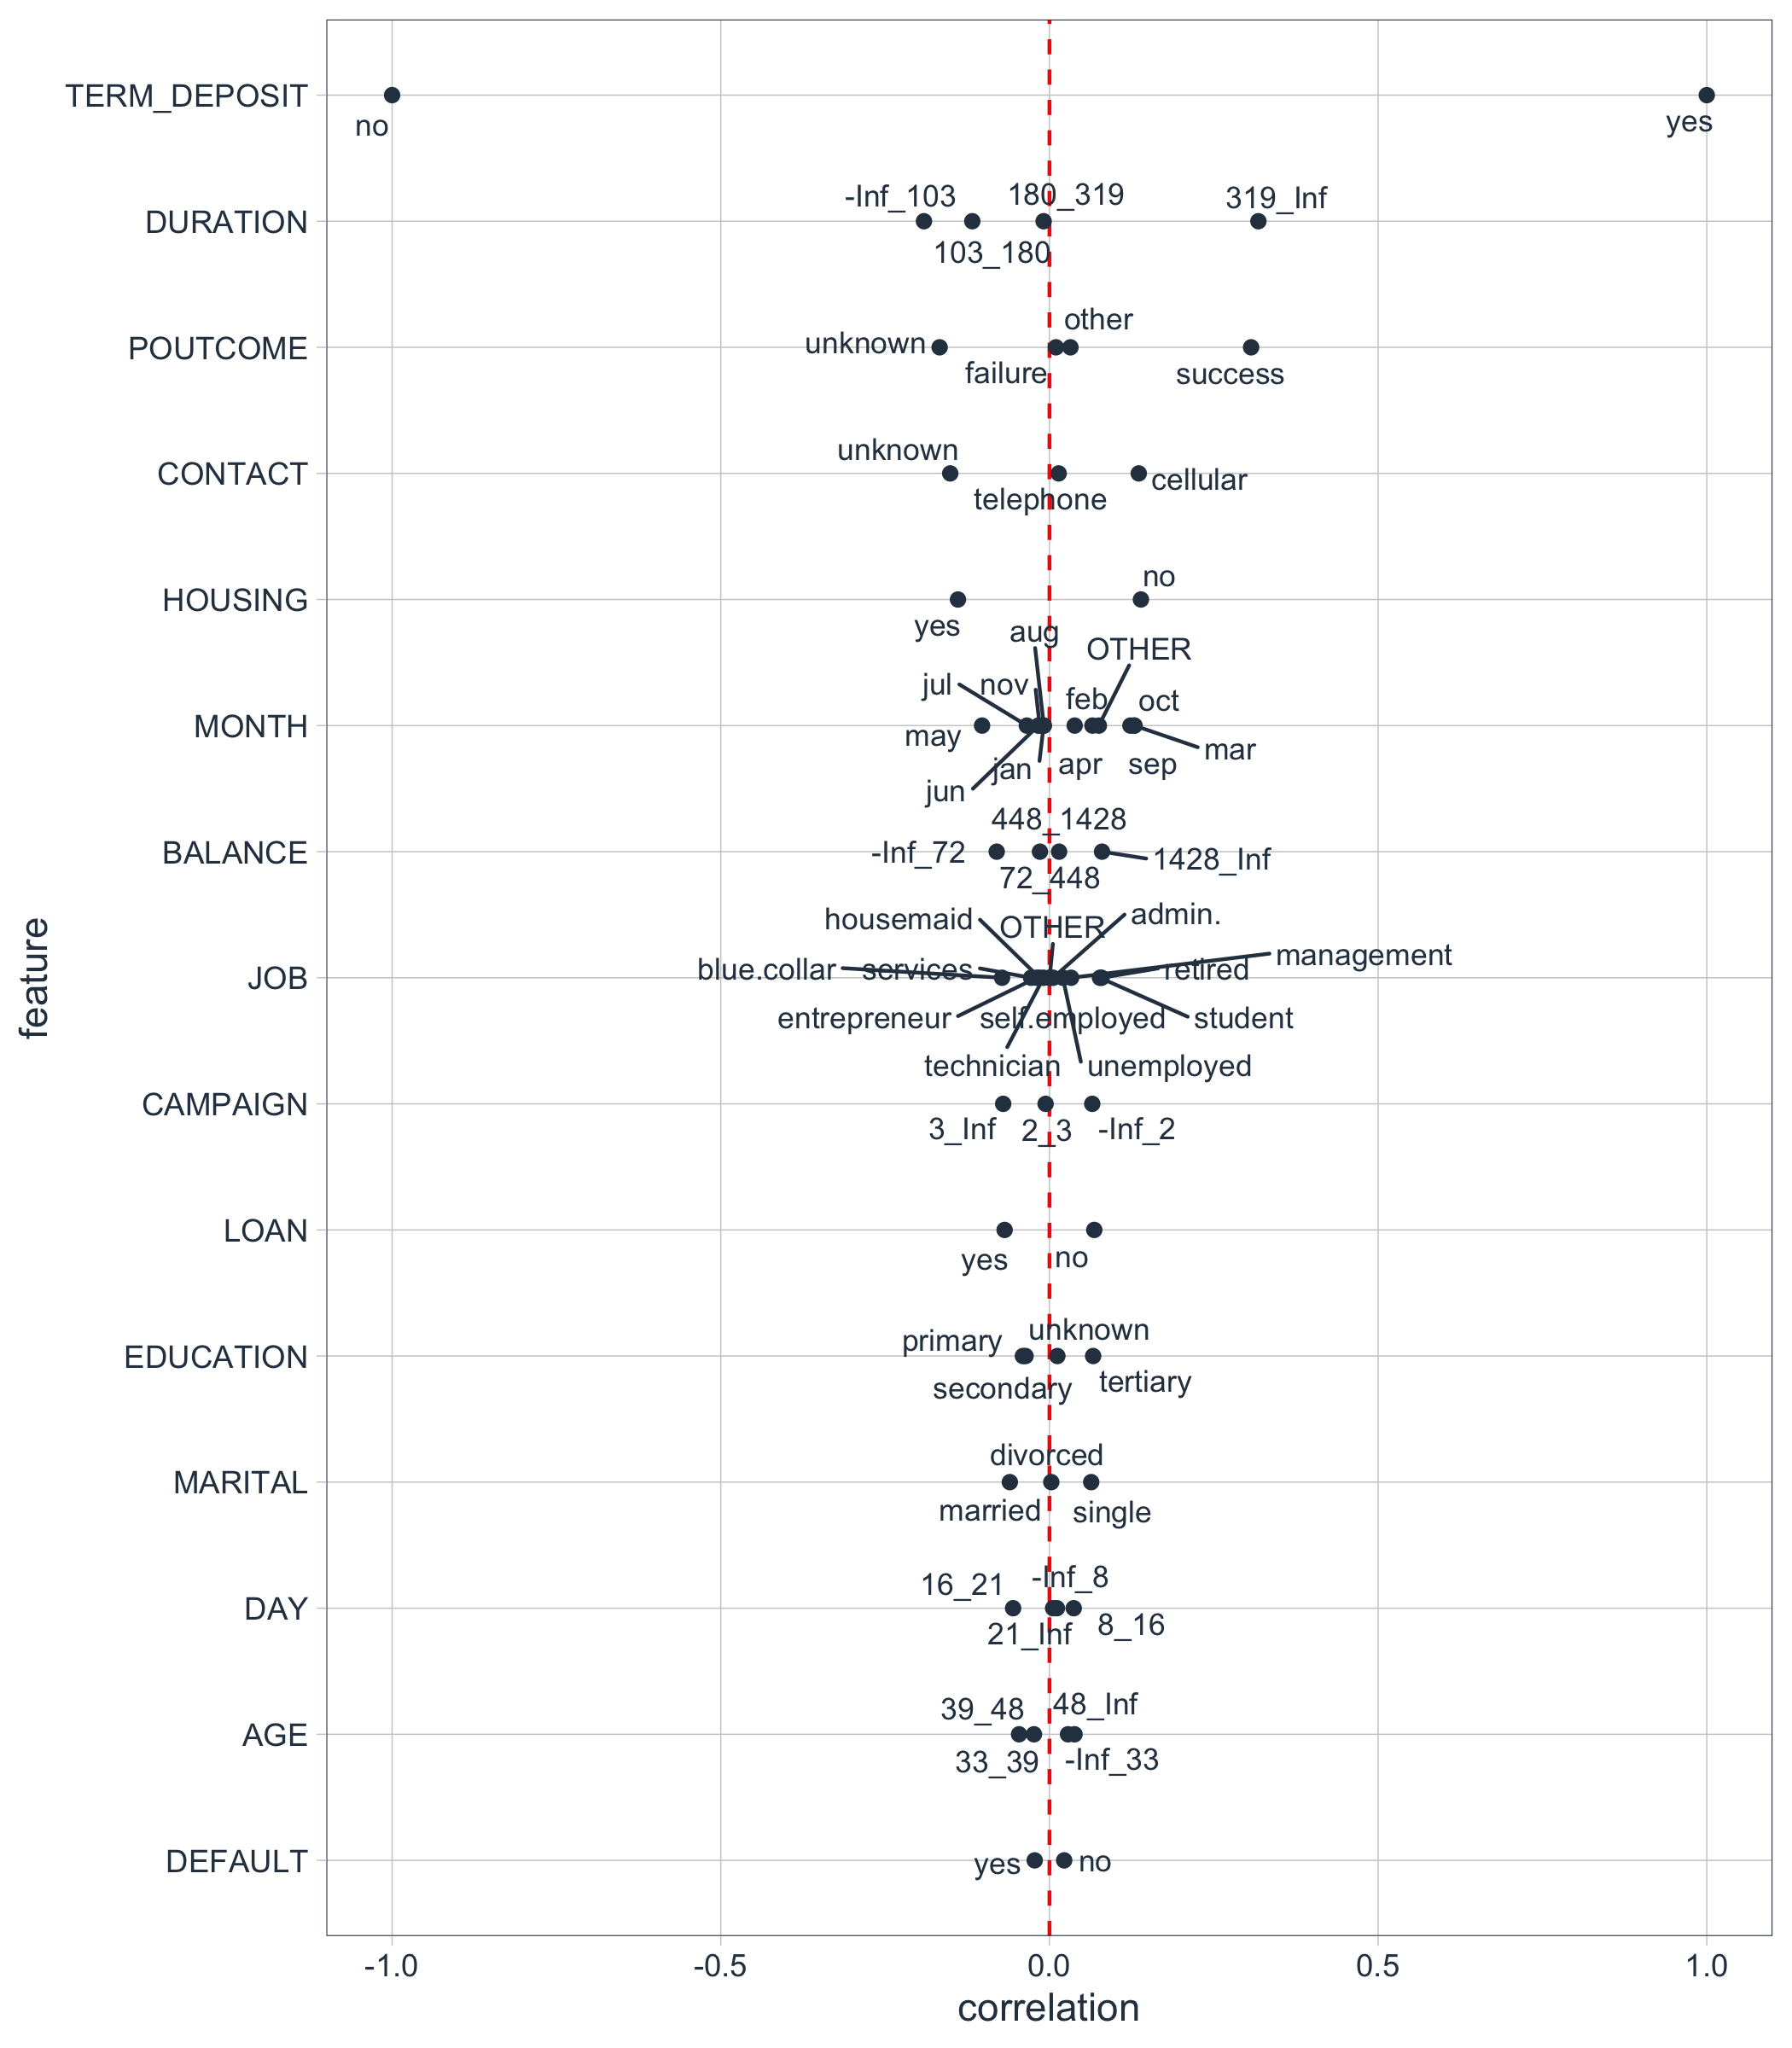 TERM_DEPOSIT
no
yes
DURATION
-Inf_103
180_319
319_Inf
103_180
POUTCOME
other
unknown
failure
success
CONTACT
unknown
cellular
telephone
HOUSING
no
yes
aug
OTHER
jul
nov
feb
oct
MONTH
may
mar
jan
apr
sep
jun
BALANCE
448_1428
-Inf_72
1428_Inf
72_448
housemaid
OTHER
admin.
management
JOB
blue.collar
services
retired
entrepreneur
self.employed
student
technician
unemployed
CAMPAIGN
3_Inf
2_3
-Inf_2
LOAN
yes
no
EDUCATION
unknown
primary
secondary
tertiary
MARITAL
divorced
married
single
DAY
16_21
-Inf_8
21_Inf
8_16
AGE
39_48
48_Inf
33_39
-Inf_33
DEFAULT
yes
no
feature
-1.0
-0.5
0.0
0.5
1.0
correlation